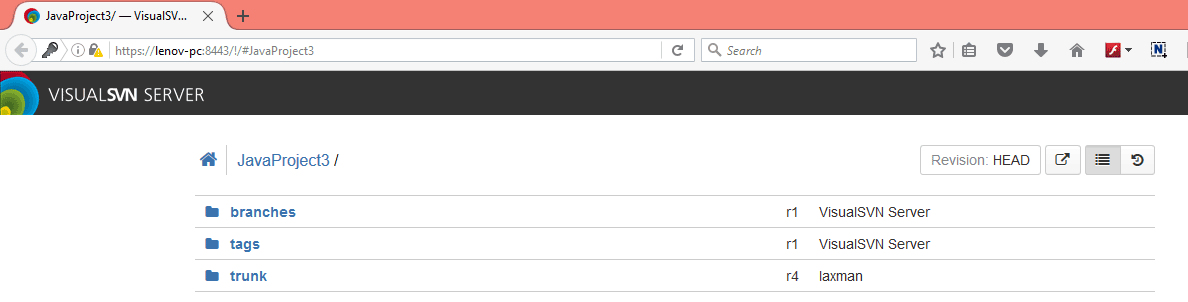 JavaProject3/ — VisualSV...
https://lenov-pc:8443/!/#JavaProject3
Search
VISUALSVN SERVER
JavaProject3 /
Revision: HEAD
branches r1 VisualSVN Server
tags r1 VisualSVN Server
trunk r4 laxman